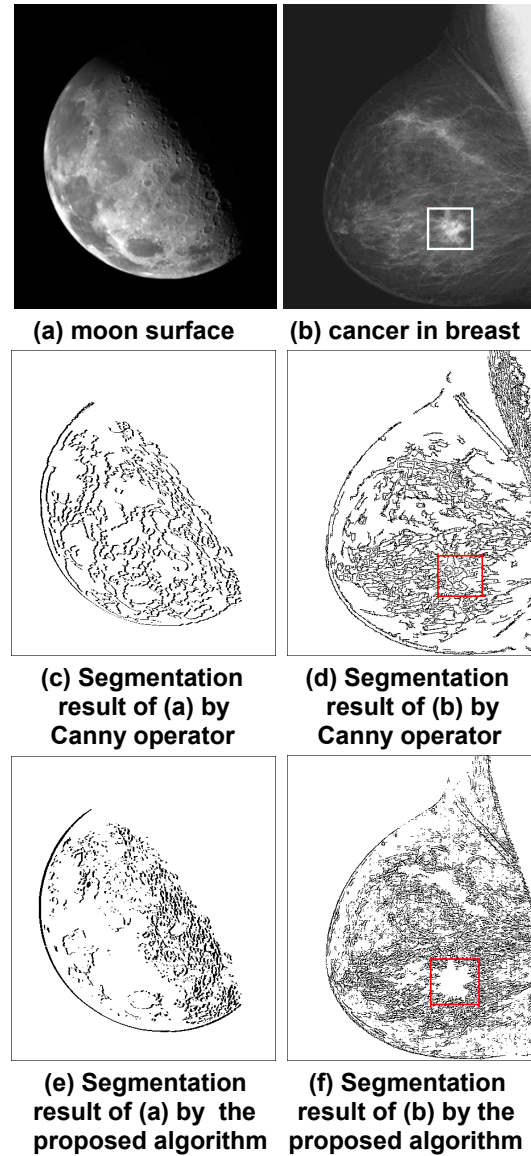 (a) moon surface
(b) cancer in breast
(c) Segmentation
result of (a) by
Canny operator
(d) Segmentation
result of (b) by
Canny operator
(e) Segmentation
result of (a) by the
proposed algorithm
(f) Segmentation
result of (b) by the
proposed algorithm